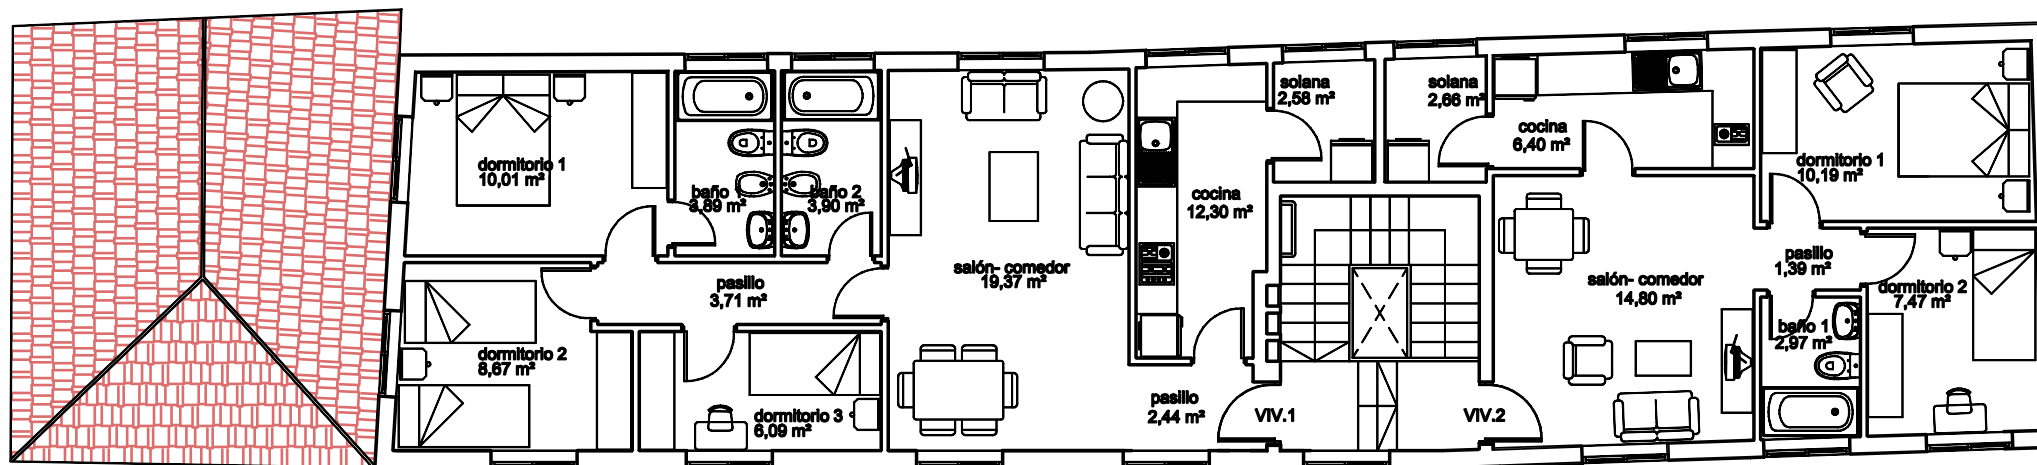 dormitorio 1
10,01 m²
baño 1
3,89 m²
baño 2
3,90 m²
pasillo
3,71 m²
dormitorio 2
8,67 m²
dormitorio 3
6,09 m²
salón- comedor
19,37 m²
cocina
12,30 m²
solana
2,58 m²
pasillo
2,44 m²
VIV.1
VIV.2
solana
2,66 m²
cocina
6,40 m²
salón- comedor
14,80 m²
dormitorio 1
10,19 m²
pasillo
1,39 m²
dormitorio 2
7,47 m²
baño 1
2,97 m²